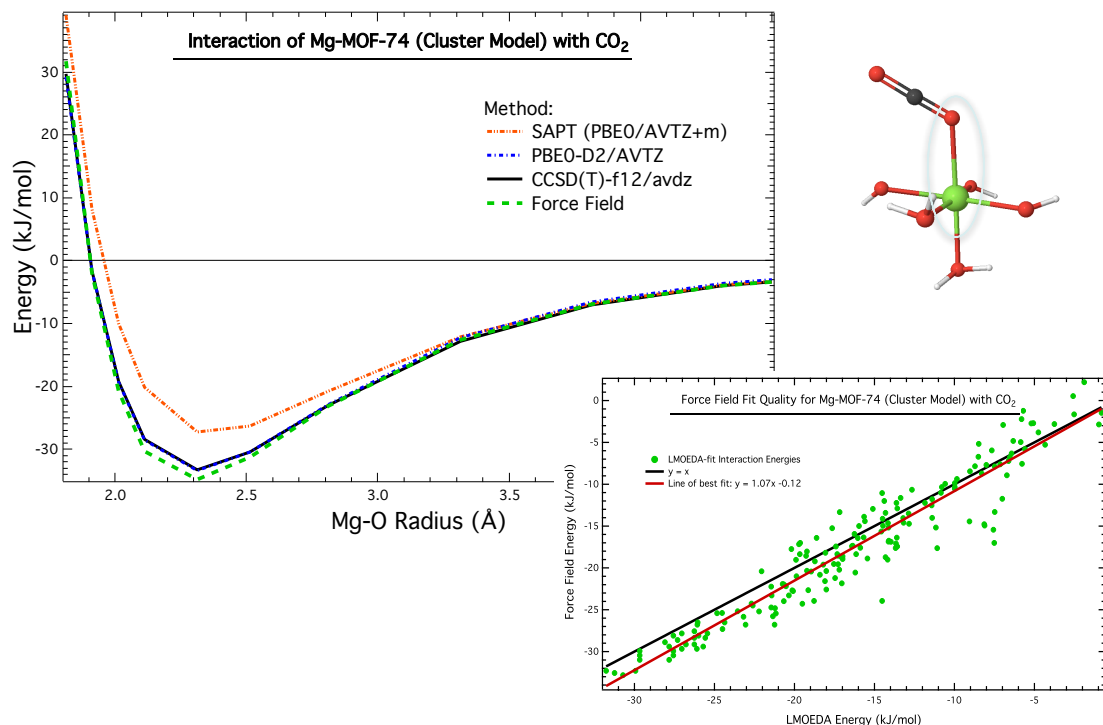 Interaction of Mg-MOF-74 (Cluster Model) with CO2
Method:
SAPT (PBE0/AVTZ+m)
PBE0-D2/AVTZ
CCSD(T)-f12/avdz
Force Field
Energy (kJ/mol)
30
20
10
0
-10
-20
-30
2.0
2.5
3.0
3.5
Mg-O Radius (Å)
Force Field Fit Quality for Mg-MOF-74 (Cluster Model) with CO2
LMOEDA-fit Interaction Energies
y = x
Line of best fit: y = 1.07x -0.12
Force Field Energy (kJ/mol)
0
-5
-10
-15
-20
-25
-30
-30
-25
-20
-15
-10
-5
LMOEDA Energy (kJ/mol)